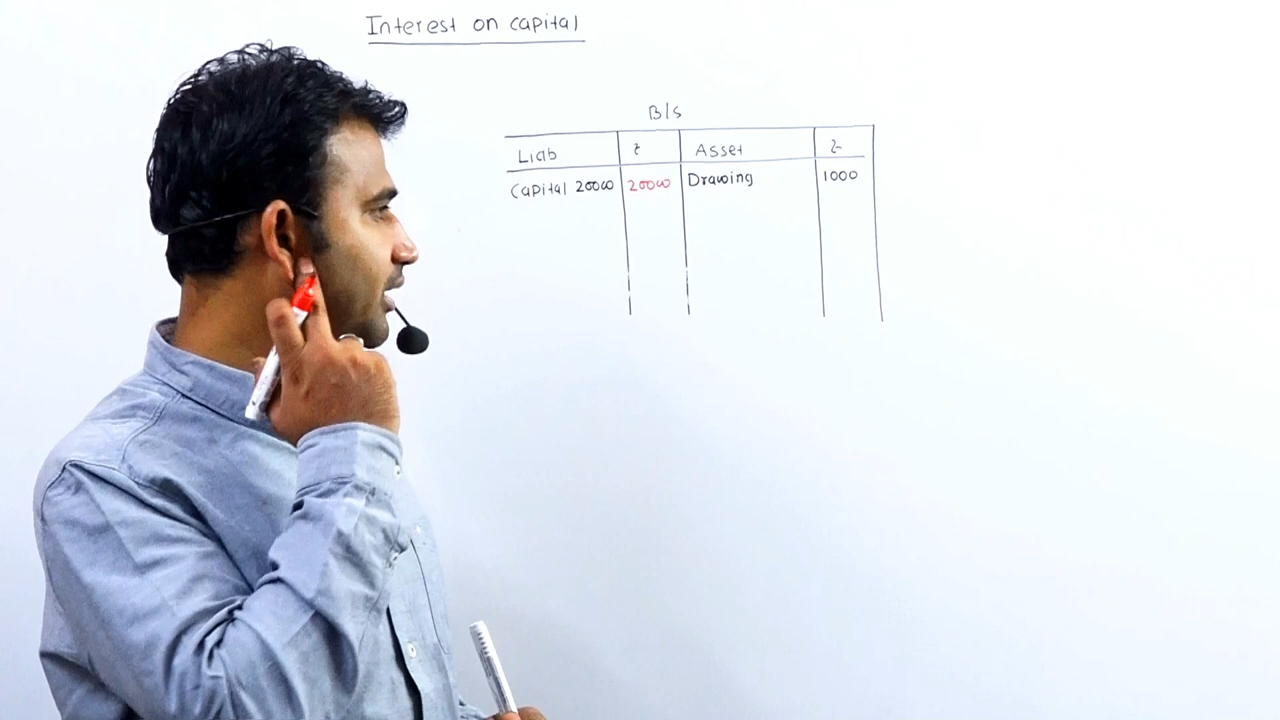 Interest on capital
B/s
Liab ₹ Asset ₹
Capital 20000 20000 Drawing 1000